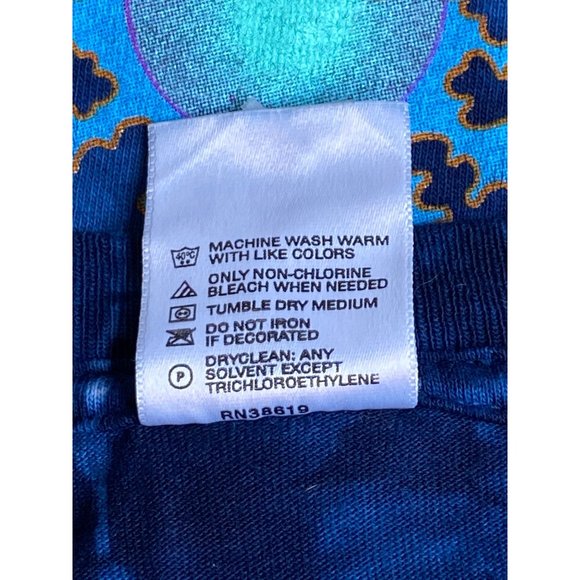 MACHINE WASH WARM
WITH LIKE COLORS
40°C
ONLY NON-CHLORINE
BLEACH WHEN NEEDED
TUMBLE DRY MEDIUM
DO NOT IRON
IF DECORATED
DRYCLEAN: ANY
SOLVENT EXCEPT
TRICHLOROETHYLENE
P
RN38619